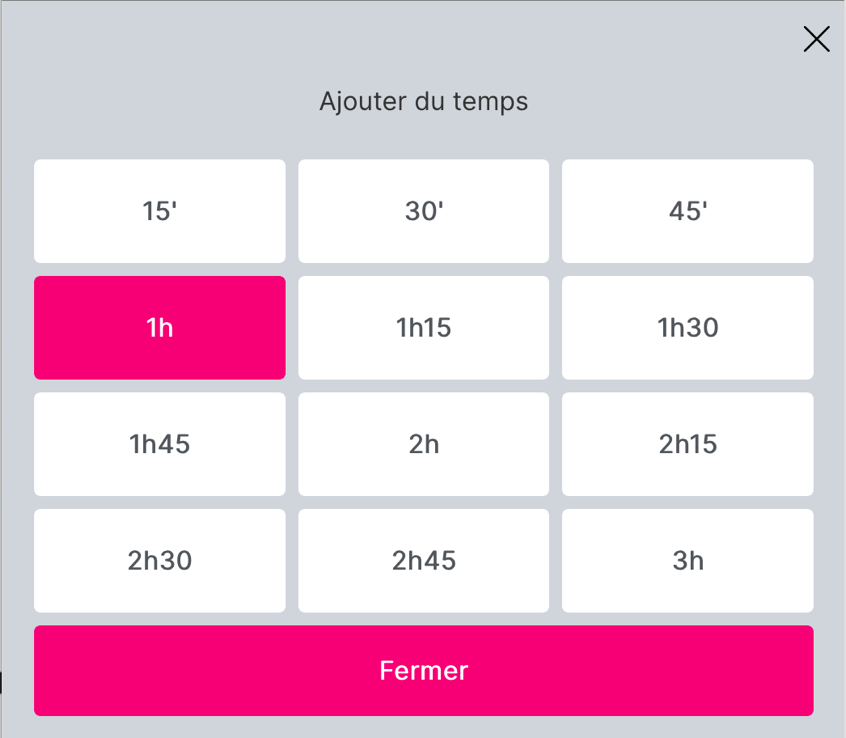 Ajouter du temps
15'
30'
45'
1h
1h15
1h30
1h45
2h
2h15
2h30
2h45
3h
Fermer